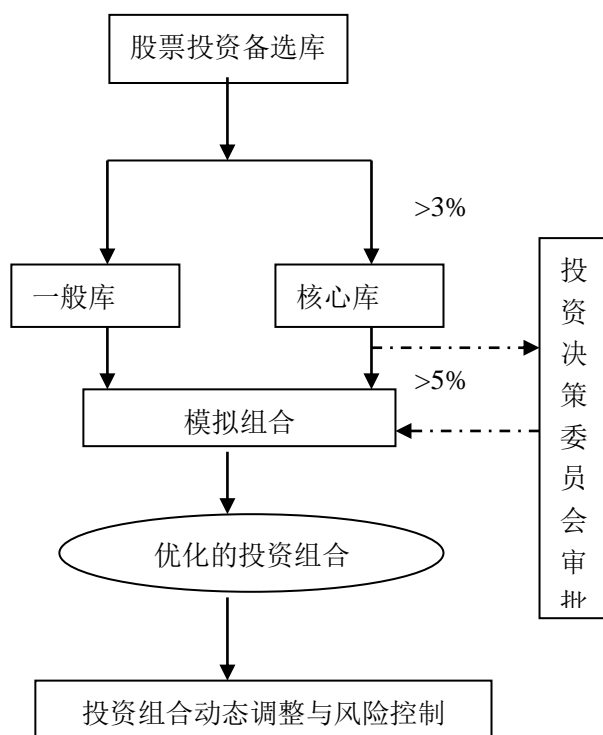 股票投资备选库
>3%
一般库
核心库
>5%
模拟组合
优化的投资组合
投资组合动态调整与风险控制
投
资
决
策
委
员
会
审
批